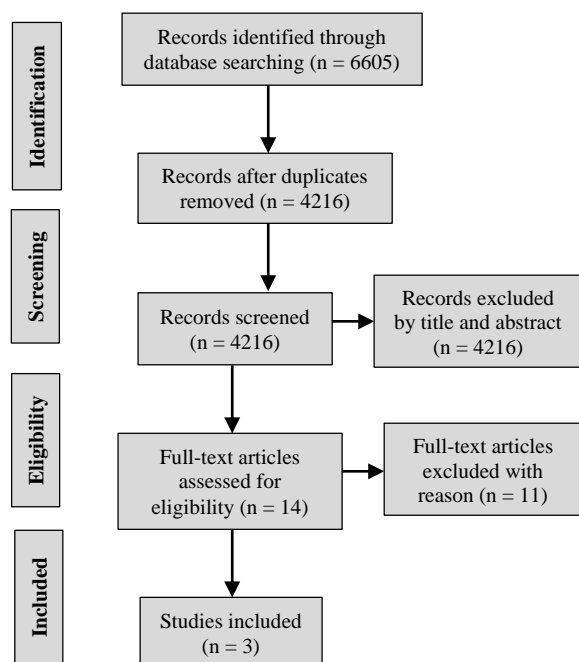 Identification
Records identified through
database searching (n = 6605)
Records after duplicates
removed (n = 4216)
Screening
Records screened
(n = 4216)
Records excluded
by title and abstract
(n = 4216)
Eligibility
Full-text articles
assessed for
eligibility (n = 14)
Full-text articles
excluded with
reason (n = 11)
Included
Studies included
(n = 3)